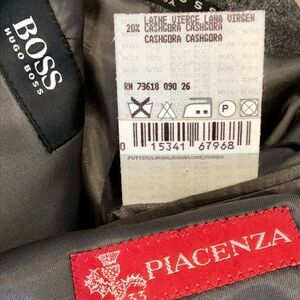 BOSS
HUGO BOSS
LAINE VIERGE LANA VIRGEN
20% CASHGORA CASHGORA
CASHGORA CASHGORA
RN 73618 090 26
P
0 15341 67968
FUTTER/LINING/DOUBLURE/FORRO
PIACENZA
33